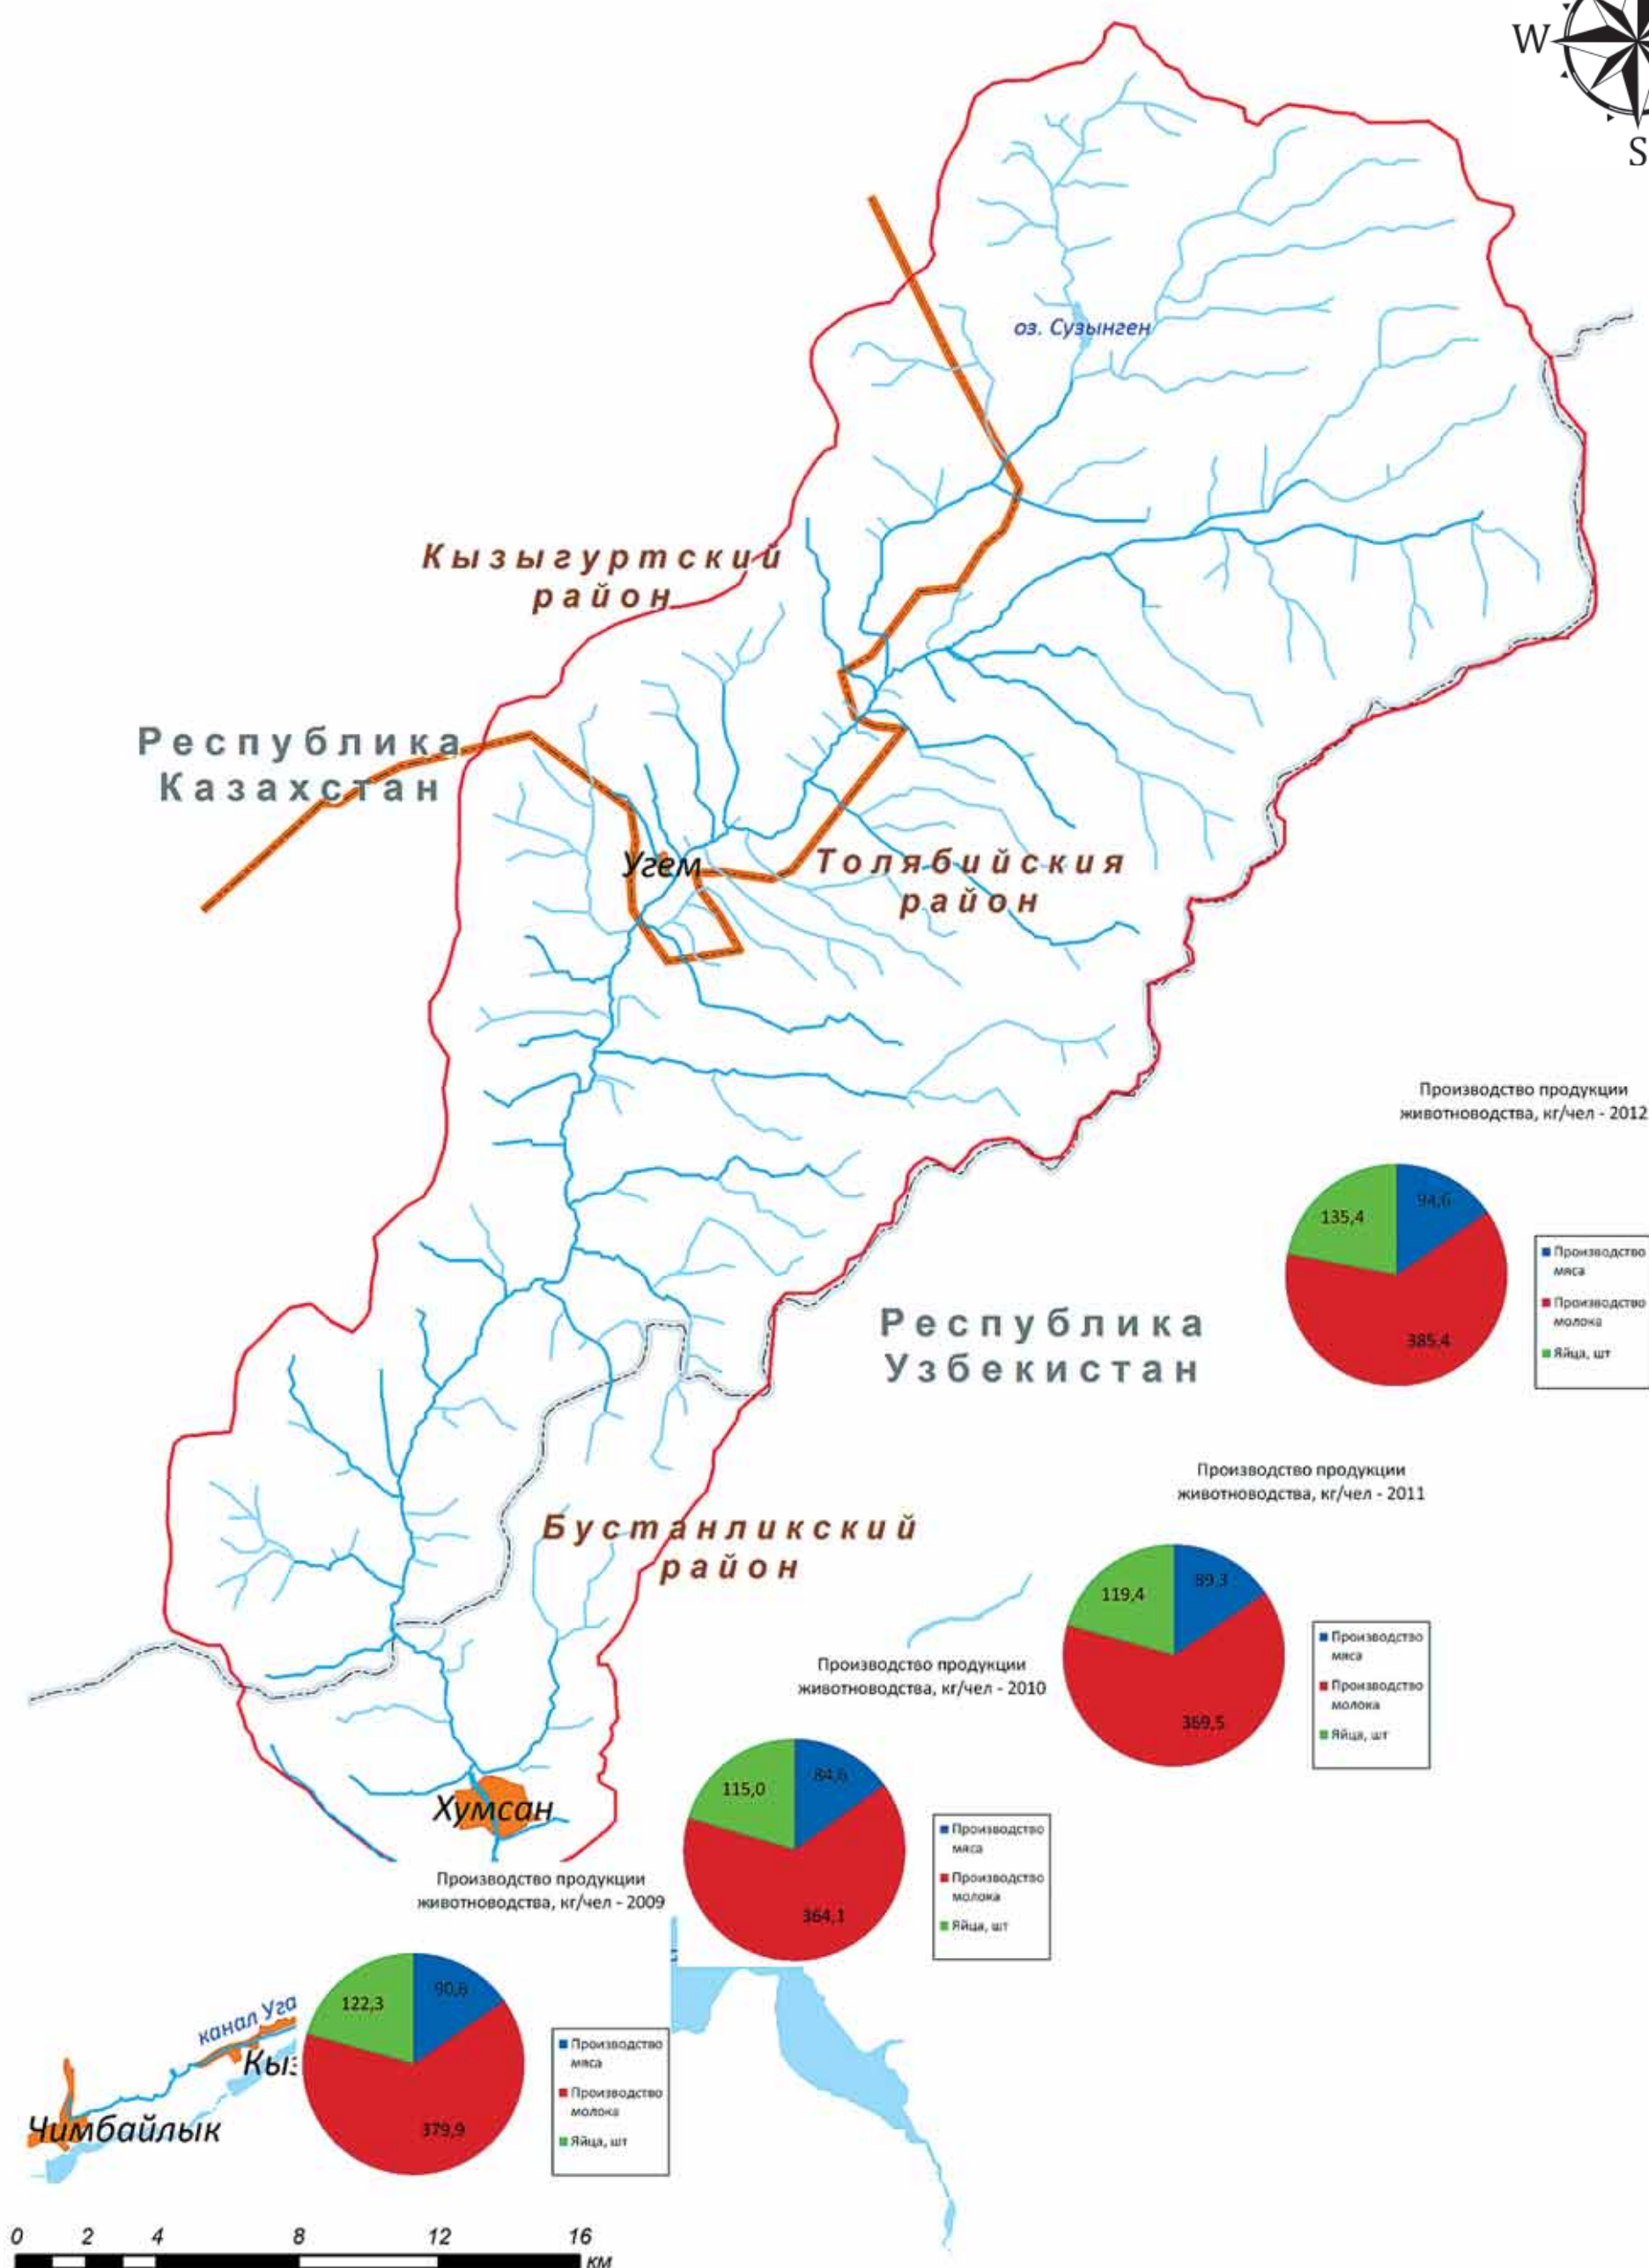 W
S
оз. Сузынген
Кызыгуртский
район
Республика
Казахстан
Угем
Толябийския
район
Производство продукции
животноводства, кг/чел - 2012
94,6
135,4
385,4
Производство
мяса
Производство
молока
Яйца, шт
Республика
Узбекистан
Производство продукции
животноводства, кг/чел - 2011
89,3
119,4
369,5
Производство
мяса
Производство
молока
Яйца, шт
Бустанликский
район
Производство продукции
животноводства, кг/чел - 2010
84,6
115,0
364,1
Производство
мяса
Производство
молока
Яйца, шт
Хумсан
Производство продукции
животноводства, кг/чел - 2009
122,3
379,9
Производство
мяса
Производство
молока
Яйца, шт
канал Уга
Кыз
Чимбайлык
0 2 4 8 12 16
км